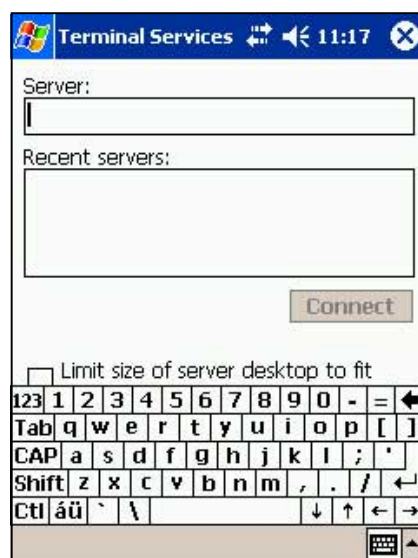 Terminal Services 11:17
Server:
Recent servers:
Connect
Limit size of server desktop to fit
123 1 2 3 4 5 6 7 8 9 0 - =
Tab q w e r t y u i o p [ ]
CAP a s d f g h j k l ; '
Shift z x c v b n m , . /
Ctl áü ` \